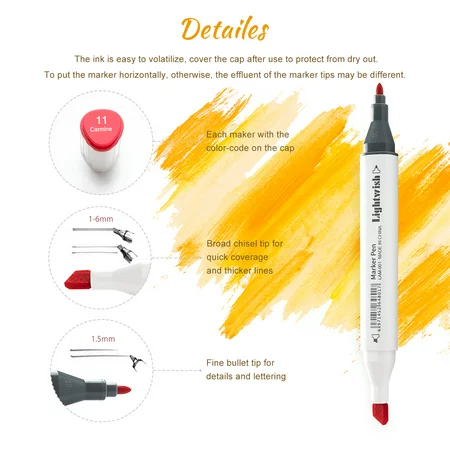 Detailes
The ink is easy to volatilize, cover the cap after use to protect from dry out.
To put the marker horizontally, otherwise, the effluent of the marker tips may be different.
11
Carmine
Each maker with the
color-code on the cap
1-6mm
Broad chisel tip for
quick coverage
and thicker lines
1.5mm
Fine bullet tip for
details and lettering
Lightwish
Marker Pen
MADE IN CHINA